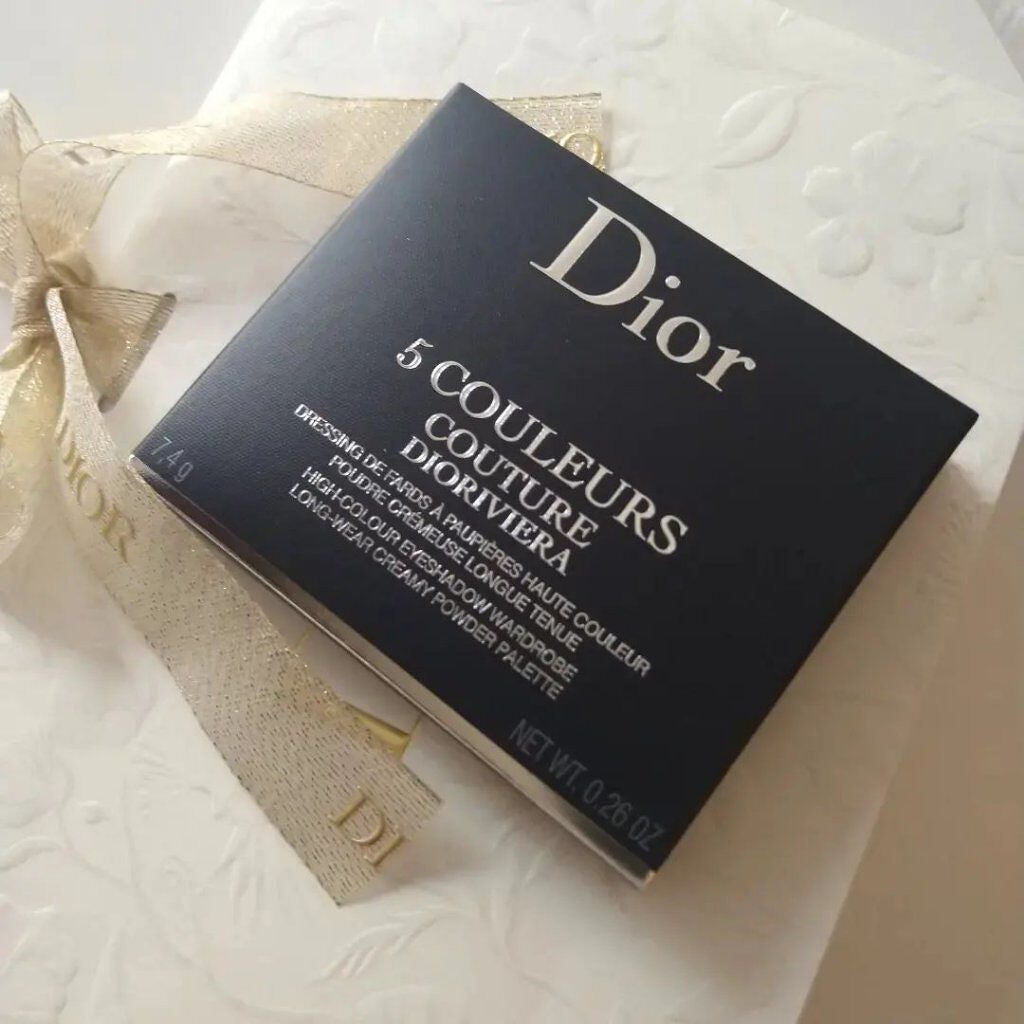 Dior
5 COULEURS
COUTURE
DIORIVIERA
DRESSING DE FARDS À PAUPIÈRES HAUTE COULEUR
POUDRE CRÉMEUSE LONGUE TENUE
HIGH-COLOUR EYESHADOW WARDROBE
LONG-WEAR CREAMY POWDER PALETTE
7.4 g
NET WT. 0.26 OZ
DIOR
DI